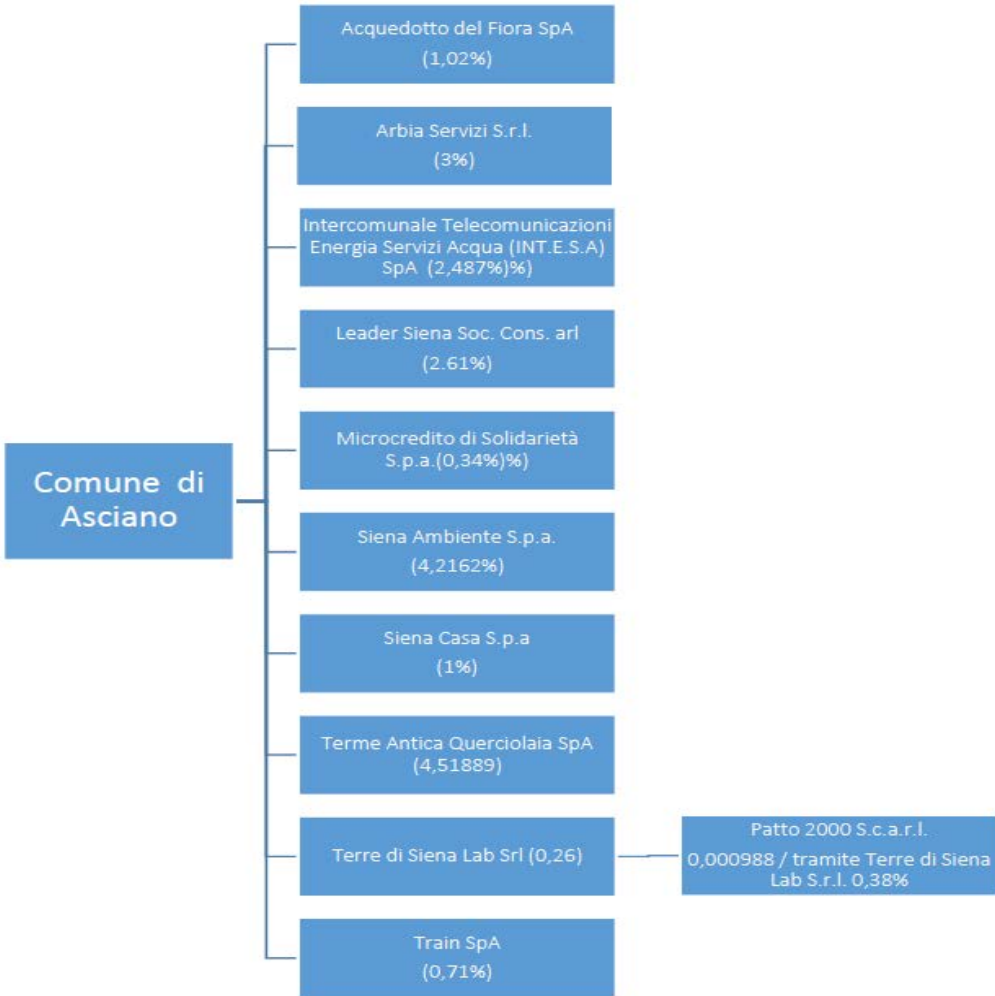 Acquedotto del Fiora SpA
(1,02%)
Arbia Servizi S.r.l.
(3%)
Intercomunale Telecomunicazioni
Energia Servizi Acqua (INT.E.S.A)
SpA (2,487%)%)
Leader Siena Soc. Cons. arl
(2.61%)
Microcredito di Solidarietà
S.p.a.(0,34%)%)
Comune di
Asciano
Siena Ambiente S.p.a.
(4,2162%)
Siena Casa S.p.a
(1%)
Terme Antica Querciolaia SpA
(4,51889)
Terre di Siena Lab Srl (0,26)
Patto 2000 S.c.a.r.l.
0,000988 / tramite Terre di Siena
Lab S.r.l. 0,38%
Train SpA
(0,71%)